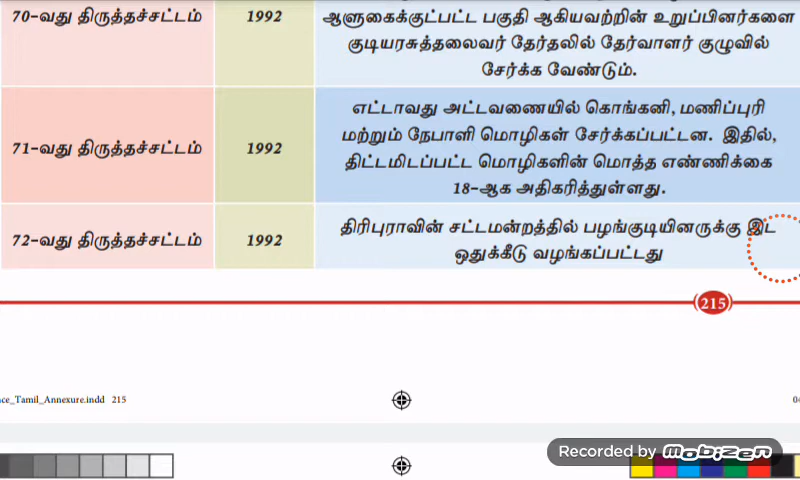 70-வது திருத்தச்சட்டம் 1992 ஆளுகைக்குட்பட்ட பகுதி ஆகியவற்றின் உறுப்பினர்களை
குடியரசுத்தலைவர் தேர்தலில் தேர்வாளர் குழுவில்
சேர்க்க வேண்டும்.
எட்டாவது அட்டவணையில் கொங்கனி, மணிப்புரி
மற்றும் நேபாளி மொழிகள் சேர்க்கப்பட்டன. இதில்,
71-வது திருத்தச்சட்டம் 1992
திட்டமிடப்பட்ட மொழிகளின் மொத்த எண்ணிக்கை
18-ஆக அதிகரித்துள்ளது.
திரிபுராவின் சட்டமன்றத்தில் பழங்குடியினருக்கு இட
72-வது திருத்தச்சட்டம் 1992
ஒதுக்கீடு வழங்கப்பட்டது
215
ce_Tamil_Annexure.indd 215
04
Recorded by MOBIZEN